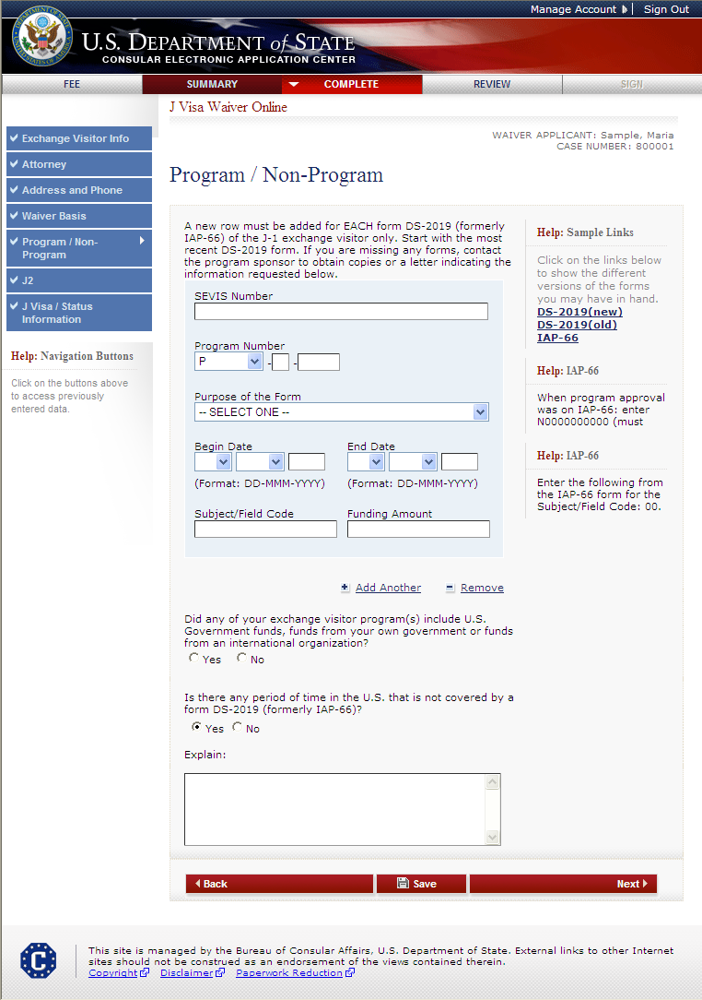 Manage Account | Sign Out
U.S. DEPARTMENT of STATE
CONSULAR ELECTRONIC APPLICATION CENTER
FEE SUMMARY COMPLETE REVIEW SIGN
J Visa Waiver Online
WAIVER APPLICANT: Sample, Maria
CASE NUMBER: 800001
Exchange Visitor Info
Attorney
Address and Phone
Waiver Basis
Program / Non-
Program
J2
J Visa / Status
Information
Help: Navigation Buttons
Click on the buttons above
to access previously
entered data.
Program / Non-Program
A new row must be added for EACH form DS-2019 (formerly
IAP-66) of the J-1 exchange visitor only. Start with the most
recent DS-2019 form. If you are missing any forms, contact
the program sponsor to obtain copies or a letter indicating the
information requested below.
SEVIS Number
Program Number
P - -
Purpose of the Form
-- SELECT ONE --
Begin Date End Date
(Format: DD-MMM-YYYY) (Format: DD-MMM-YYYY)
Subject/Field Code Funding Amount
Add Another Remove
Did any of your exchange visitor program(s) include U.S.
Government funds, funds from your own government or funds
from an international organization?
Yes No
Is there any period of time in the U.S. that is not covered by a
form DS-2019 (formerly IAP-66)?
Yes No
Explain:
Back Save Next
Help: Sample Links
Click on the links below
to show the different
versions of the forms
you may have in hand.
DS-2019(new)
DS-2019(old)
IAP-66
Help: IAP-66
When program approval
was on IAP-66: enter
N0000000000 (must
Help: IAP-66
Enter the following from
the IAP-66 form for the
Subject/Field Code: 00.
C
This site is managed by the Bureau of Consular Affairs, U.S. Department of State. External links to other Internet
sites should not be construed as an endorsement of the views contained therein.
Copyright Disclaimer Paperwork Reduction